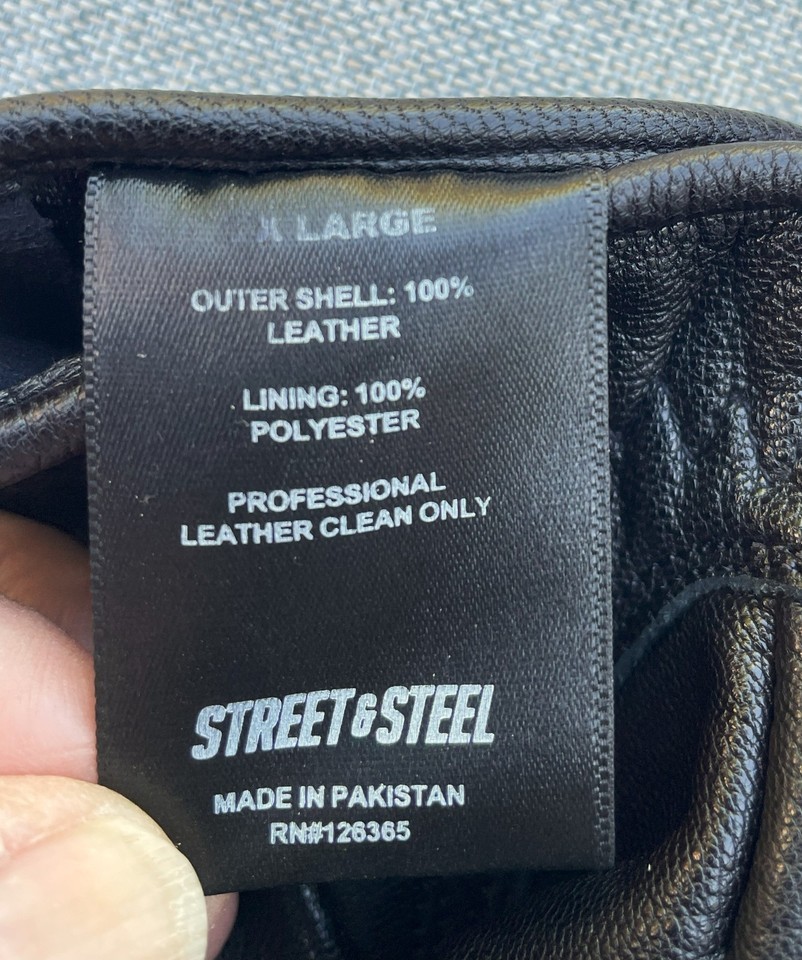 X LARGE
OUTER SHELL: 100%
LEATHER
LINING: 100%
POLYESTER
PROFESSIONAL
LEATHER CLEAN ONLY
STREET&STEEL
MADE IN PAKISTAN
RN#126365